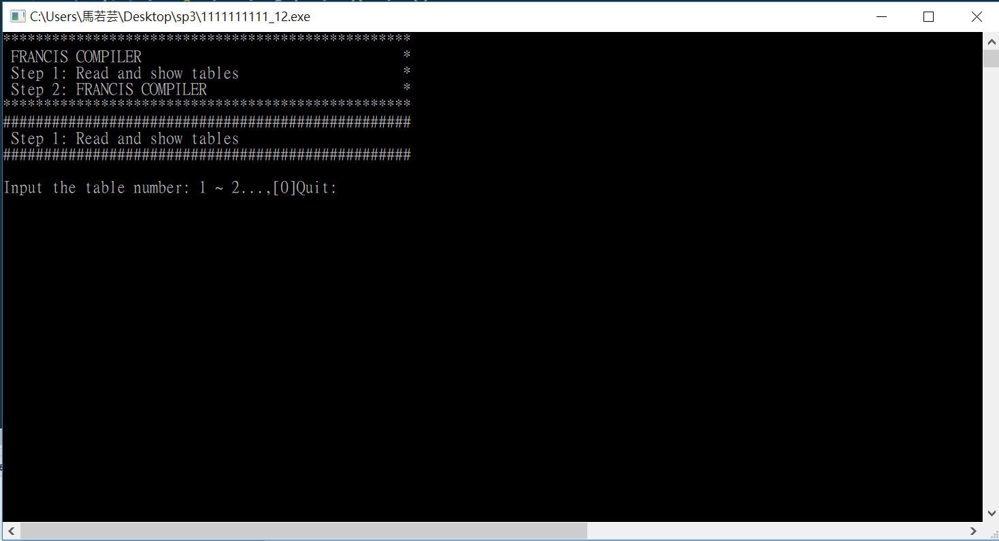 C:\Users\馬若芸\Desktop\sp3\1111111111_12.exe
**************************************************
 FRANCIS COMPILER                                *
 Step 1: Read and show tables                    *
 Step 2: FRANCIS COMPILER                        *
**************************************************
##################################################
 Step 1: Read and show tables
##################################################
Input the table number: 1 ~ 2...,[0]Quit: